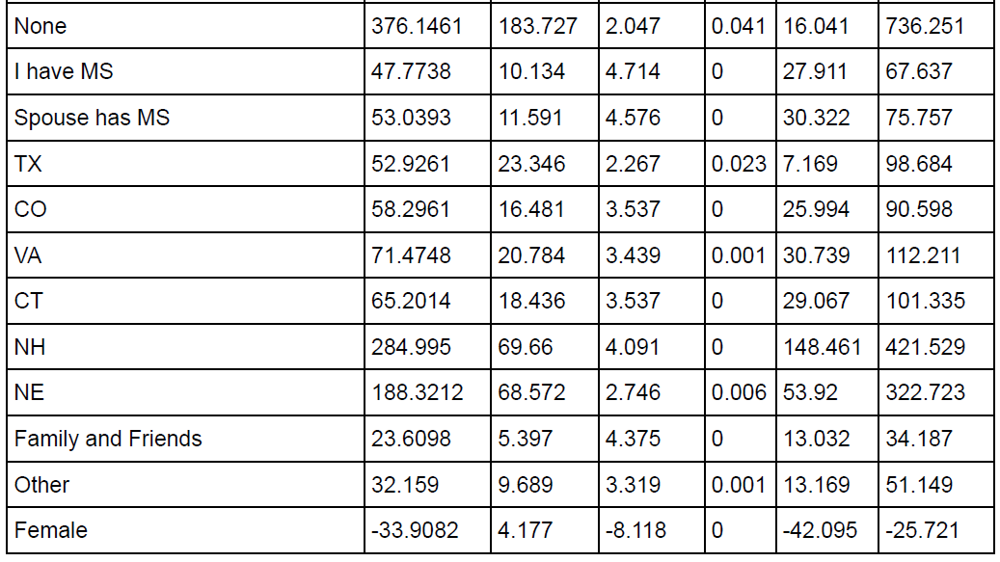 None 376.1461 183.727 2.047 0.041 16.041 736.251
I have MS 47.7738 10.134 4.714 0 27.911 67.637
Spouse has MS 53.0393 11.591 4.576 0 30.322 75.757
TX 52.9261 23.346 2.267 0.023 7.169 98.684
CO 58.2961 16.481 3.537 0 25.994 90.598
VA 71.4748 20.784 3.439 0.001 30.739 112.211
CT 65.2014 18.436 3.537 0 29.067 101.335
NH 284.995 69.66 4.091 0 148.461 421.529
NE 188.3212 68.572 2.746 0.006 53.92 322.723
Family and Friends 23.6098 5.397 4.375 0 13.032 34.187
Other 32.159 9.689 3.319 0.001 13.169 51.149
Female -33.9082 4.177 -8.118 0 -42.095 -25.721